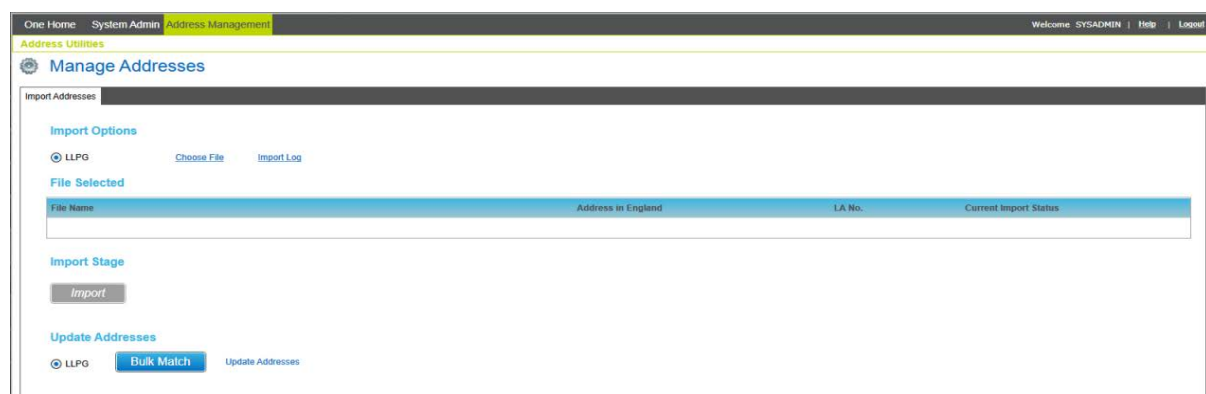 One Home System Admin Address Management Welcome SYSADMIN | Help | Logout
Address Utilities
Manage Addresses
Import Addresses
Import Options
LLPG Choose File Import Log
File Selected
File Name Address in England LA No. Current Import Status
Import Stage
Import
Update Addresses
LLPG Bulk Match Update Addresses